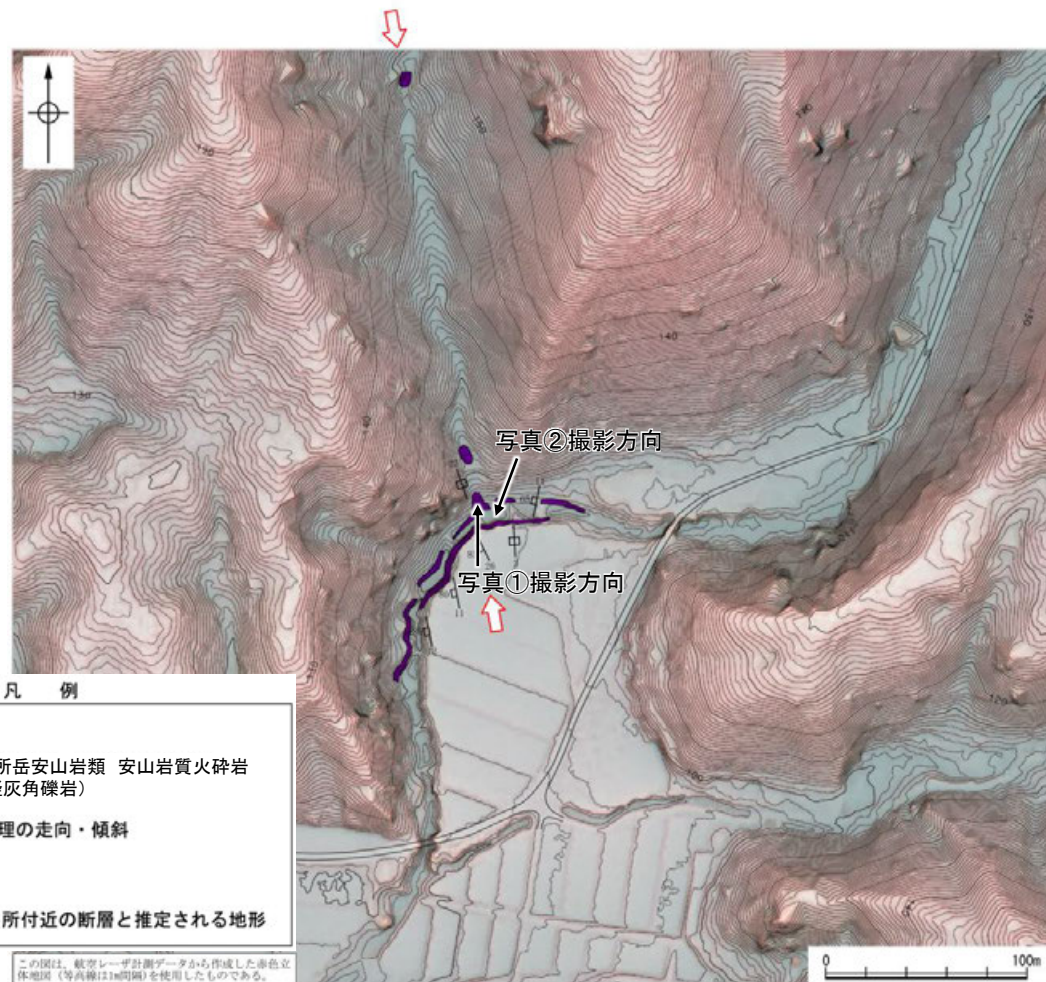 写真②撮影方向
写真①撮影方向
凡 例
所岳安山岩類 安山岩質火砕岩
灰角礫岩）
理の走向・傾斜
所付近の断層と推定される地形
この図は、航空レーザ計測データから作成した赤色立
体地図（等高線は1m間隔）を使用したものである。
0 100m
150
140
130
120
100